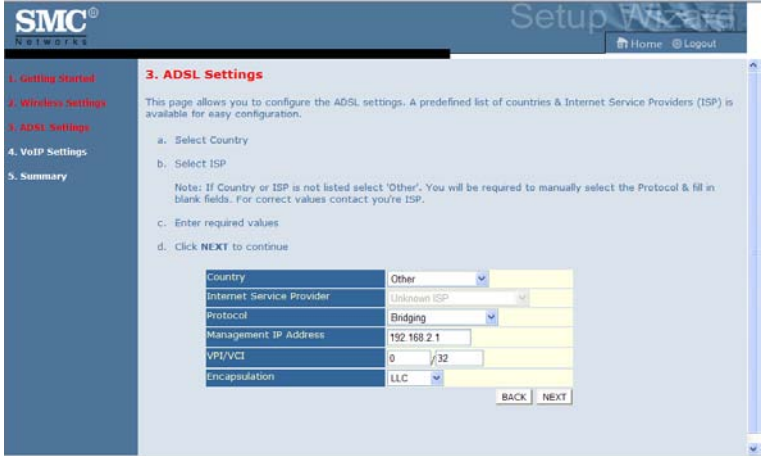 SMC®
Networks
Setup Wizard
Home Logout
1. Getting Started
2. Wireless Settings
3. ADSL Settings
4. VoIP Settings
5. Summary
3. ADSL Settings
This page allows you to configure the ADSL settings. A predefined list of countries & Internet Service Providers (ISP) is
available for easy configuration.
a. Select Country
b. Select ISP
Note: If Country or ISP is not listed select 'Other'. You will be required to manually select the Protocol & fill in
blank fields. For correct values contact you're ISP.
c. Enter required values
d. Click NEXT to continue
Country Other
Internet Service Provider Unknown ISP
Protocol Bridging
Management IP Address 192.168.2.1
VPI/VCI 0 / 32
Encapsulation LLC
BACK NEXT